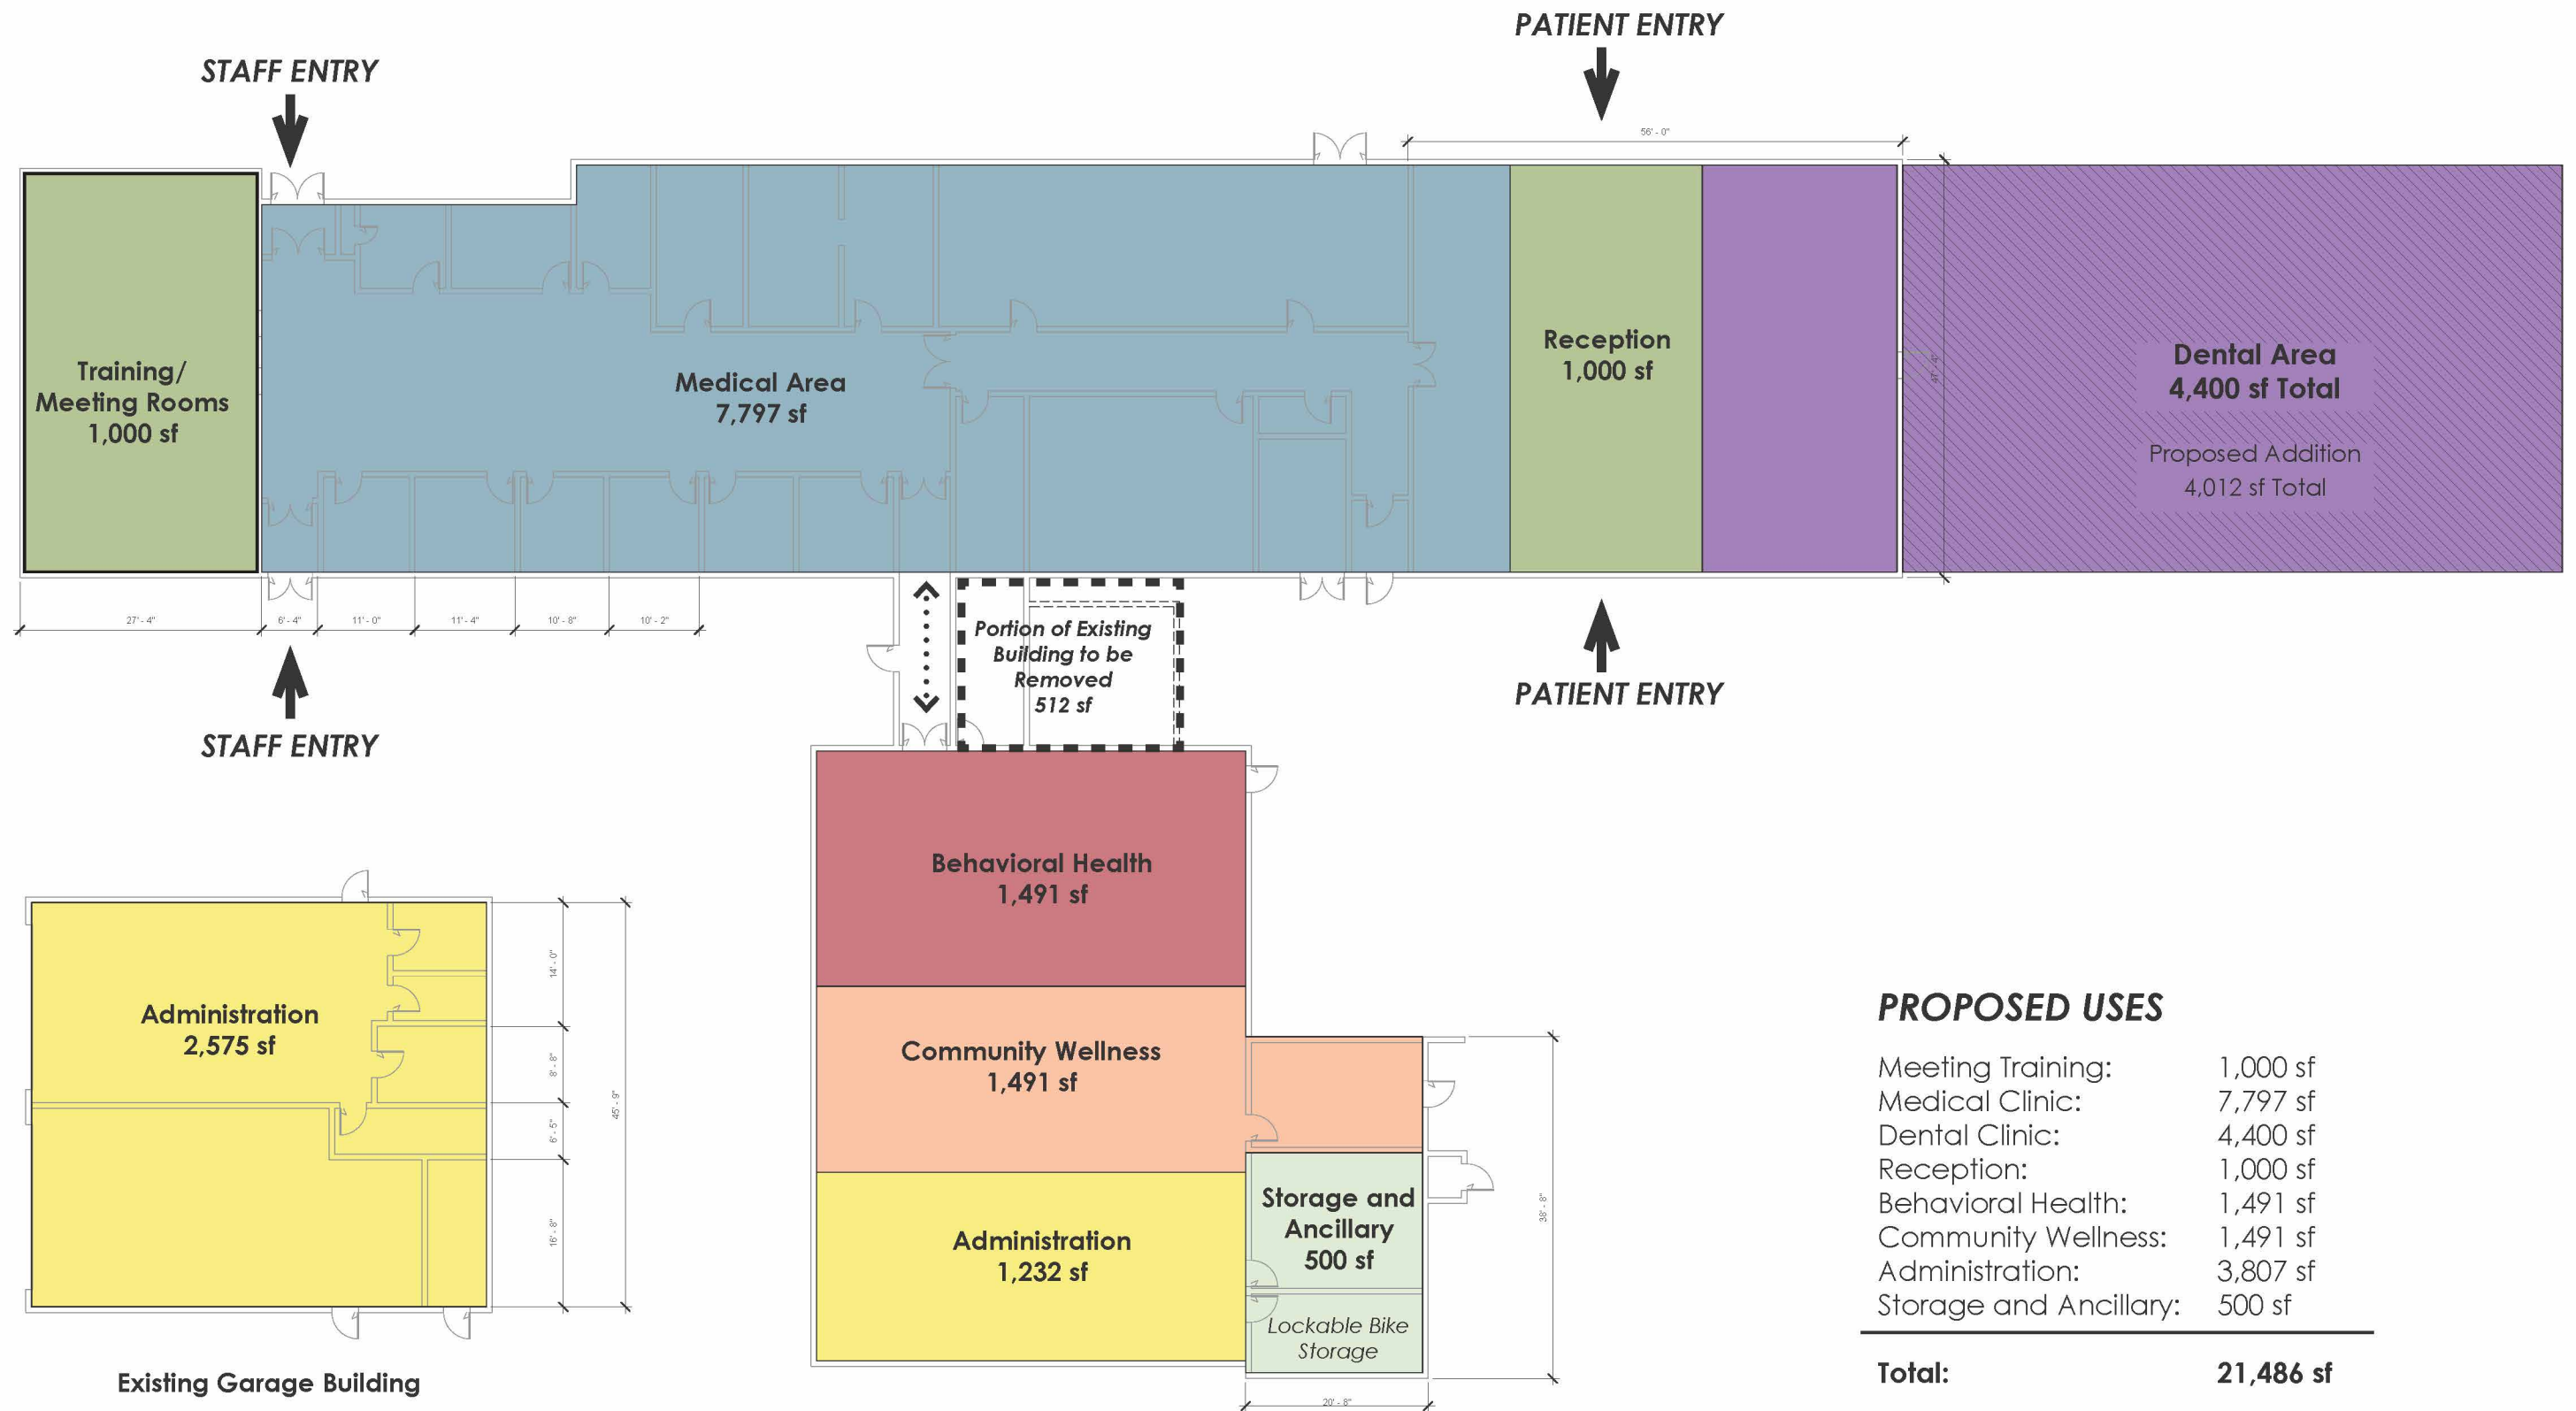 PATIENT ENTRY
STAFF ENTRY
56' - 0"
Training/
Meeting Rooms
1,000 sf
Medical Area
7,797 sf
Reception
1,000 sf
47' - 4"
Dental Area
4,400 sf Total
Proposed Addition
4,012 sf Total
27' - 4"
6' - 4"
11' - 0"
11' - 4"
10' - 8"
10' - 2"
Portion of Existing
Building to be
Removed
512 sf
PATIENT ENTRY
STAFF ENTRY
Behavioral Health
1,491 sf
Community Wellness
1,491 sf
Administration
1,232 sf
Storage and
Ancillary
500 sf
Lockable Bike
Storage
38' - 8"
20' - 8"
Administration
2,575 sf
14' - 0"
8' - 8"
6' - 5"
16' - 8"
45' - 9"
Existing Garage Building
PROPOSED USES
Meeting Training: 1,000 sf
Medical Clinic: 7,797 sf
Dental Clinic: 4,400 sf
Reception: 1,000 sf
Behavioral Health: 1,491 sf
Community Wellness: 1,491 sf
Administration: 3,807 sf
Storage and Ancillary: 500 sf
Total: 21,486 sf